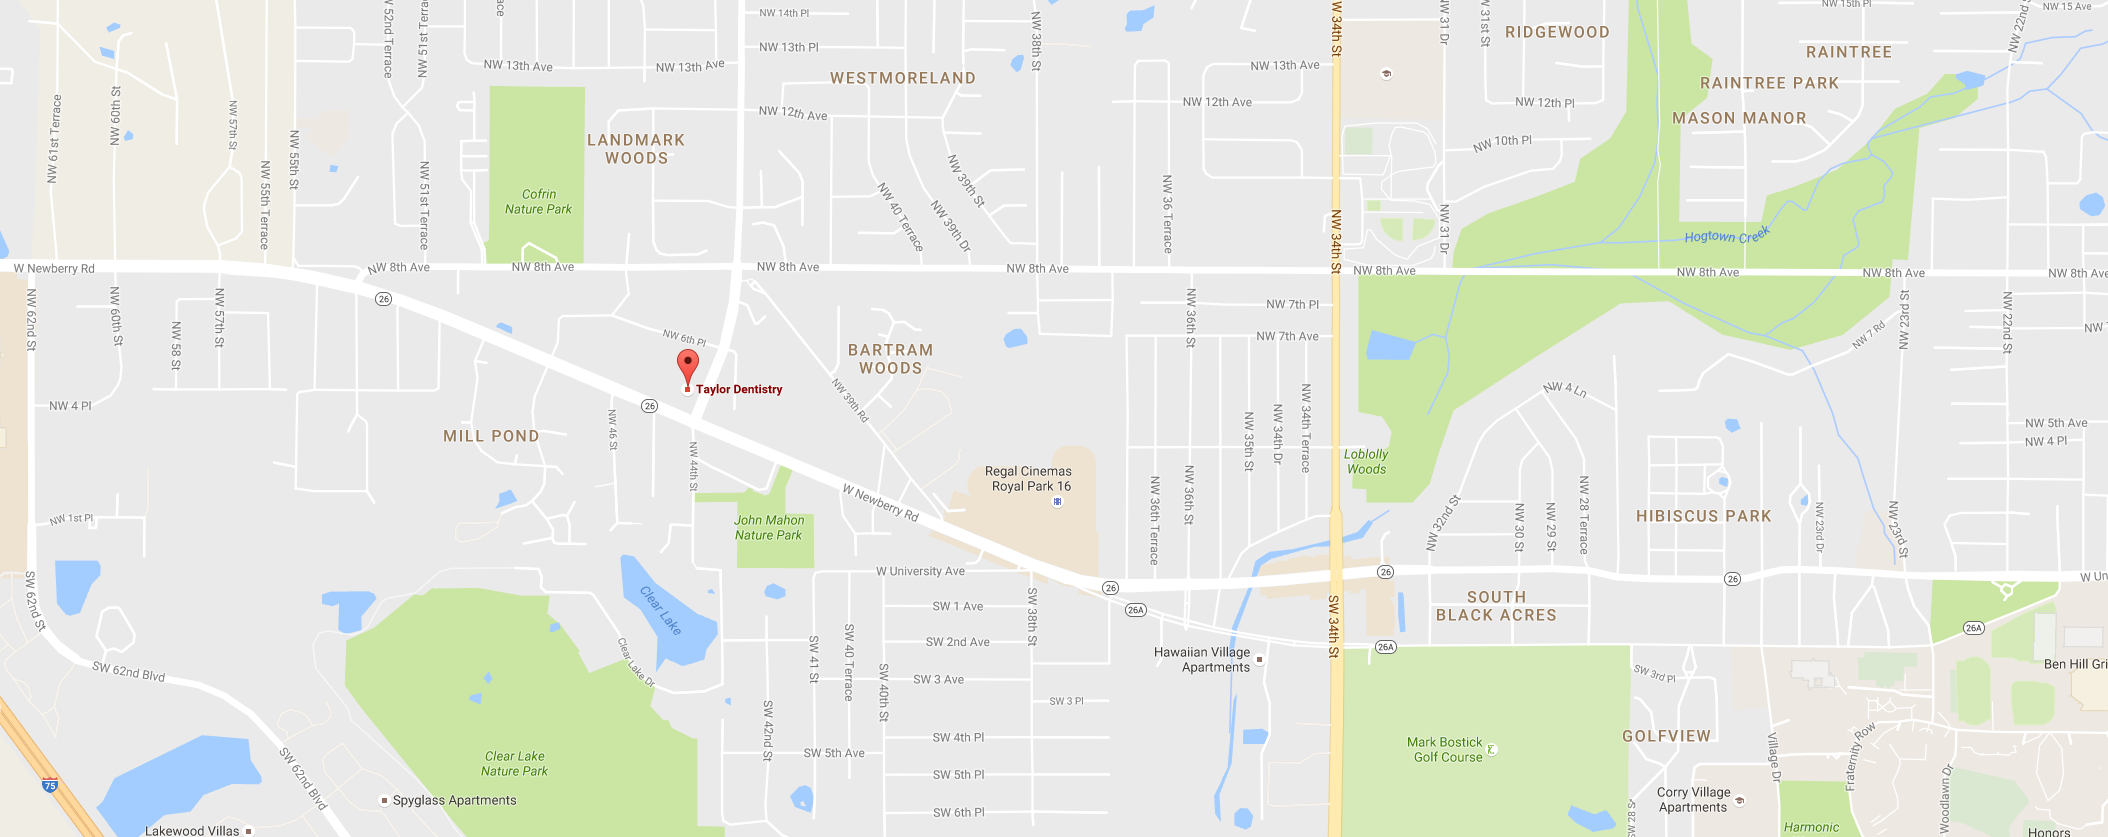 NW 14th Pl
NW 13th Pl
NW 13th Ave
NW 13th Ave
WESTMORELAND
NW 12th Ave
NW 38th St
NW 13th Ave
NW 12th Ave
NW 34th St
NW 31 Dr
NW 31st St
RIDGEWOOD
NW 15th Pl
RAINTREE
RAINTREE PARK
MASON MANOR
NW 22nd S
NW 15 Ave
NW 12th Pl
NW 10th Pl
NW 52nd Terrace
NW 51st Terra
NW 61st Terrace
NW 60th St
NW 57th St
NW 55th St
NW 55th Terrace
NW 51st Terrace
LANDMARK
WOODS
Cofrin
Nature Park
NW 40 Terrace
NW 39th St
NW 39th Dr
NW 36 Terrace
NW 34th St
NW 31 Dr
Hogtown Creek
W Newberry Rd
NW 8th Ave
NW 8th Ave
NW 8th Ave
NW 8th Ave
NW 8th Ave
NW 8th Ave
NW 8th Ave
NW 8th Ave
26
NW 62nd St
NW 60th St
NW 58 St
NW 57th St
NW 6th Pl
BARTRAM
WOODS
NW 36th St
NW 7th Pl
NW 7th Ave
NW 7 Rd
NW 23rd St
NW 22nd St
NW 7
Taylor Dentistry
26
NW 4 Pl
MILL POND
NW 46 St
NW 44th St
NW 39th Rd
NW 35th St
NW 34th Dr
NW 34th Terrace
NW 4 Ln
NW 5th Ave
NW 4 Pl
Loblolly
Woods
Regal Cinemas
Royal Park 16
W Newberry Rd
NW 36th Terrace
NW 36th St
NW 32nd St
NW 30 St
NW 29 St
NW 28 Terrace
HIBISCUS PARK
NW 23rd Dr
NW 23rd St
NW 1st Pl
John Mahon
Nature Park
W University Ave
26
26
26
W Un
SW 62nd St
Clear Lake
SW 1 Ave
SW 2nd Ave
SW 3 Ave
SW 3 Pl
SW 4th Pl
SW 5th Ave
SW 5th Pl
SW 6th Pl
SW 38th St
SW 41 St
SW 40 Terrace
SW 40th St
SW 42nd St
26A
SW 34th St
26A
26A
SOUTH
BLACK ACRES
Hawaiian Village
Apartments
Clear Lake Dr
SW 62nd Blvd
SW 62nd Blvd
Clear Lake
Nature Park
75
Spyglass Apartments
Lakewood Villas
Mark Bostick
Golf Course
SW 3rd Pl
GOLFVIEW
Village Dr
Fraternity Row
Woodlawn Dr
Ben Hill Gri
Corry Village
Apartments
SW 28 S
Harmonic
Honors